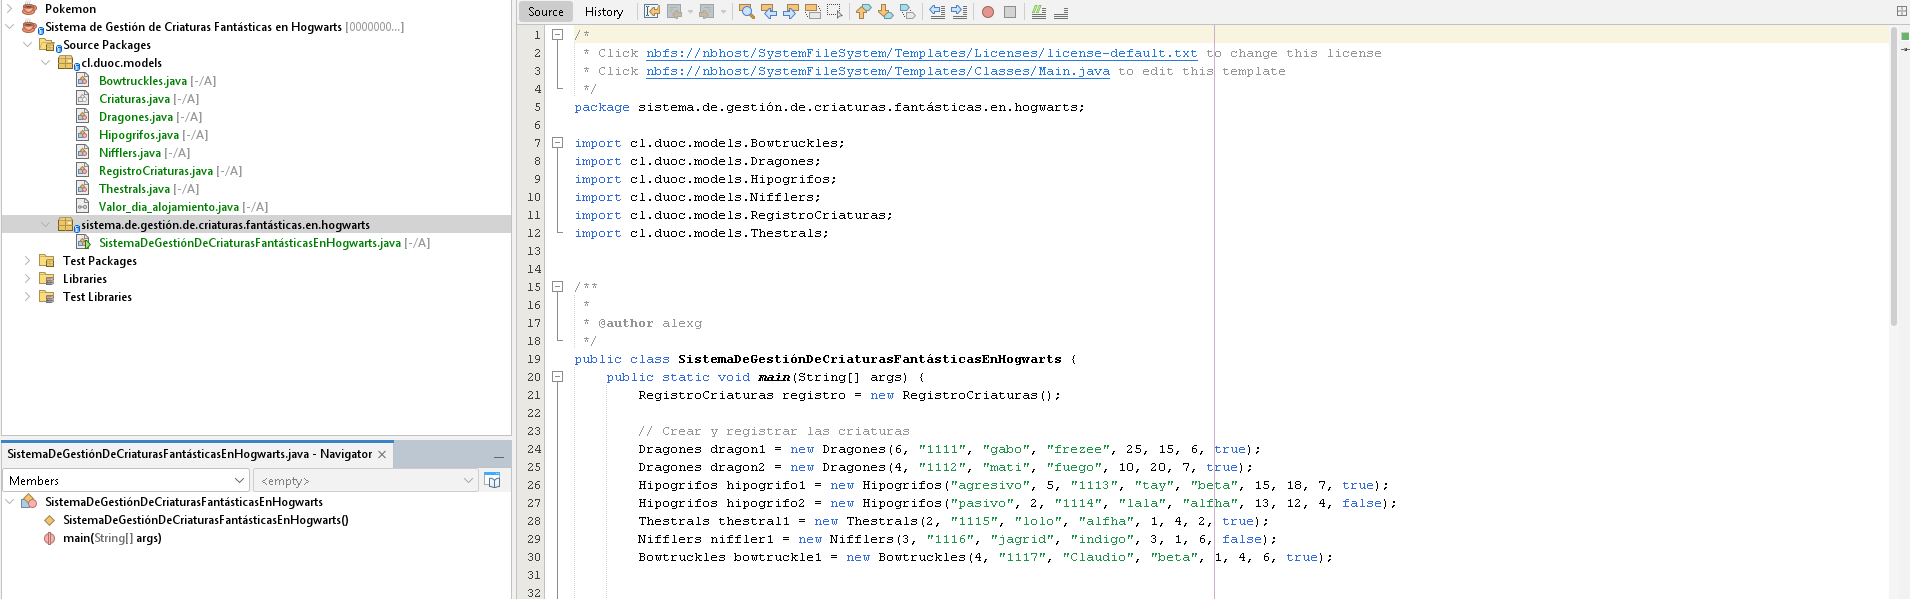 Pokemon
Sistema de Gestión de Criaturas Fantásticas en Hogwarts [0000000...]
Source Packages
cl.duoc.models
Bowtruckles.java [-/A]
Criaturas.java [-/A]
Dragones.java [-/A]
Hipogrifos.java [-/A]
Nifflers.java [-/A]
RegistroCriaturas.java [-/A]
Thestrals.java [-/A]
Valor_dia_alojamiento.java [-/A]
sistema.de.gestión.de.criaturas.fantásticas.en.hogwarts
SistemaDeGestiónDeCriaturasFantásticasEnHogwarts.java [-/A]
Test Packages
Libraries
Test Libraries
SistemaDeGestiónDeCriaturasFantásticasEnHogwarts.java - Navigator
Members
<empty>
SistemaDeGestiónDeCriaturasFantásticasEnHogwarts
SistemaDeGestiónDeCriaturasFantásticasEnHogwarts()
main(String[] args)
Source History
1 /*
2 * Click nbfs://nbhost/SystemFileSystem/Templates/Licenses/license-default.txt to change this license
3 * Click nbfs://nbhost/SystemFileSystem/Templates/Classes/Main.java to edit this template
4 */
5 package sistema.de.gestión.de.criaturas.fantásticas.en.hogwarts;
6
7 import cl.duoc.models.Bowtruckles;
8 import cl.duoc.models.Dragones;
9 import cl.duoc.models.Hipogrifos;
10 import cl.duoc.models.Nifflers;
11 import cl.duoc.models.RegistroCriaturas;
12 import cl.duoc.models.Thestrals;
13
14
15 /**
16 *
17 * @author alexg
18 */
19 public class SistemaDeGestiónDeCriaturasFantásticasEnHogwarts {
20 public static void main(String[] args) {
21 RegistroCriaturas registro = new RegistroCriaturas();
22
23 // Crear y registrar las criaturas
24 Dragones dragon1 = new Dragones(6, "1111", "gabo", "frezee", 25, 15, 6, true);
25 Dragones dragon2 = new Dragones(4, "1112", "mati", "fuego", 10, 20, 7, true);
26 Hipogrifos hipogrifo1 = new Hipogrifos("agresivo", 5, "1113", "tay", "beta", 15, 18, 7, true);
27 Hipogrifos hipogrifo2 = new Hipogrifos("pasivo", 2, "1114", "lala", "alfha", 13, 12, 4, false);
28 Thestrals thestral1 = new Thestrals(2, "1115", "lolo", "alfha", 1, 4, 2, true);
29 Nifflers niffler1 = new Nifflers(3, "1116", "jagrid", "indigo", 3, 1, 6, false);
30 Bowtruckles bowtruckle1 = new Bowtruckles(4, "1117", "Claudio", "beta", 1, 4, 6, true);
31
32